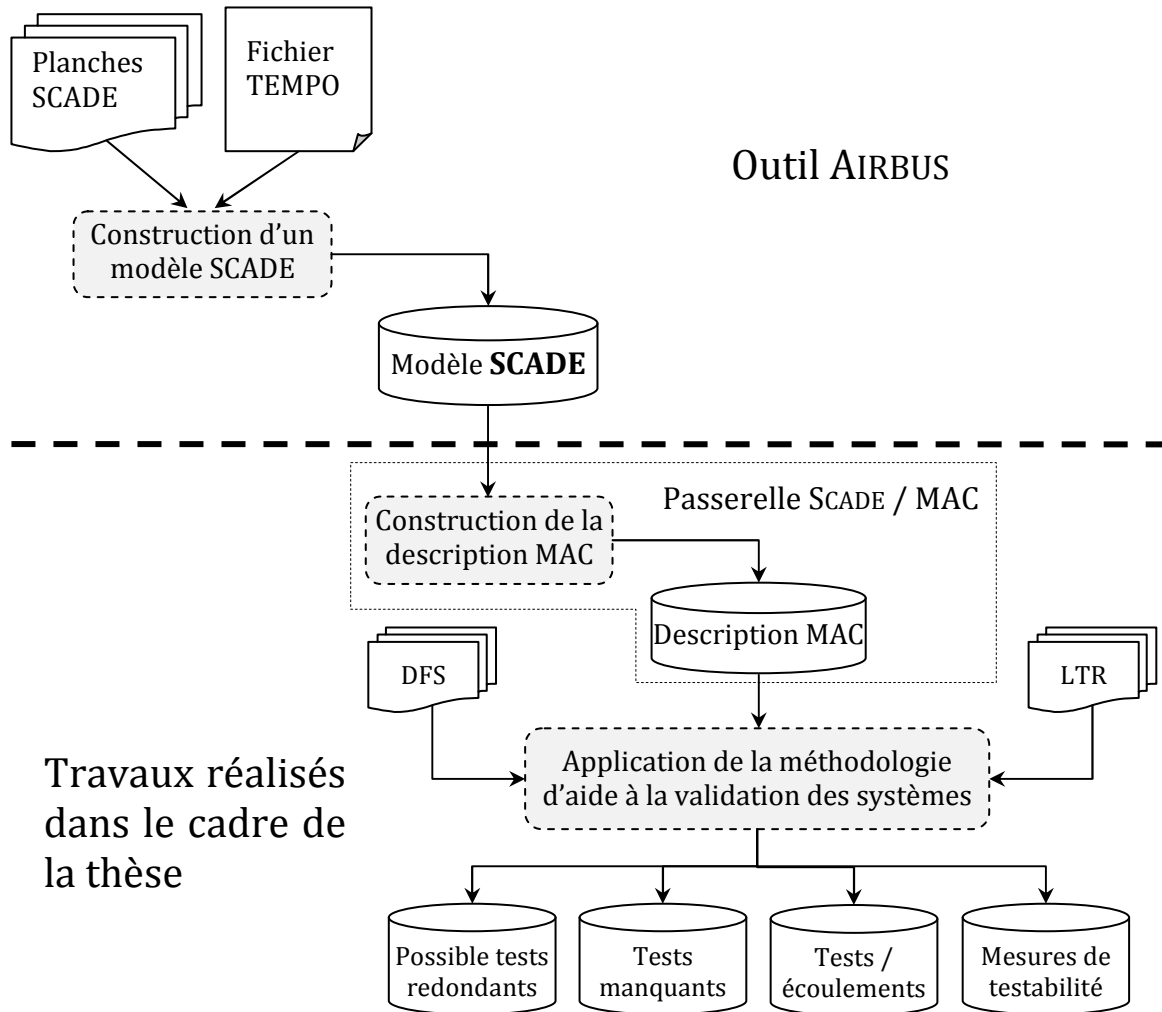 Planches
SCADE
Fichier
TEMPO
Outil AIRBUS
Construction d'un
modèle SCADE
Modèle SCADE
Passerelle SCADE / MAC
Construction de la
description MAC
Description MAC
DFS
LTR
Application de la méthodologie
d'aide à la validation des systèmes
Travaux réalisés
dans le cadre de
la thèse
Possible tests
redondants
Tests
manquants
Tests /
écoulements
Mesures de
testabilité